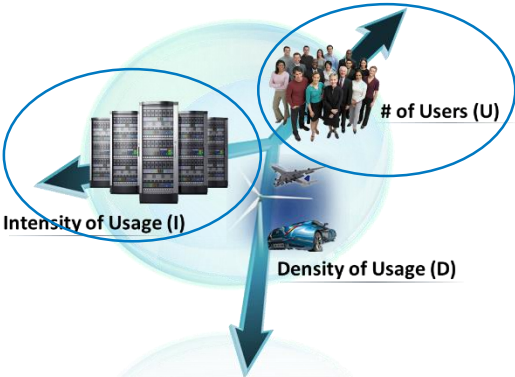 # of Users (U)
Intensity of Usage (I)
Density of Usage (D)